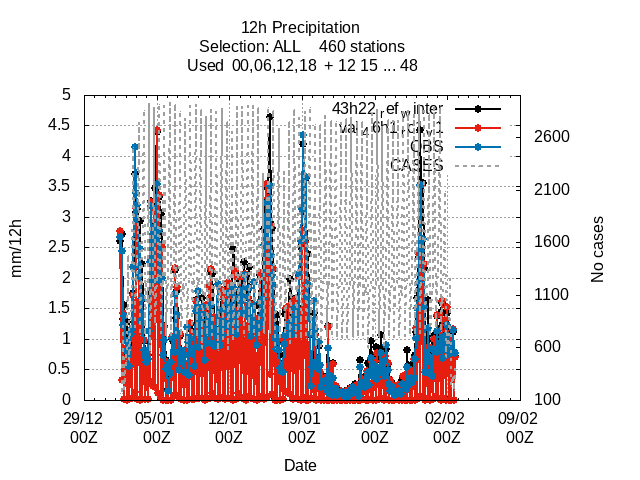 12h Precipitation
Selection: ALL 460 stations
Used 00,06,12,18 + 12 15 ... 48
43h22refwinter
OBS
CASES
mm/12h
5
4.5
4
3.5
3
2.5
2
1.5
1
0.5
0
No cases
2600
2100
1600
1100
600
100
29/12 05/01 12/01 19/01 26/01 02/02 09/02
00Z 00Z 00Z 00Z 00Z 00Z 00Z
Date